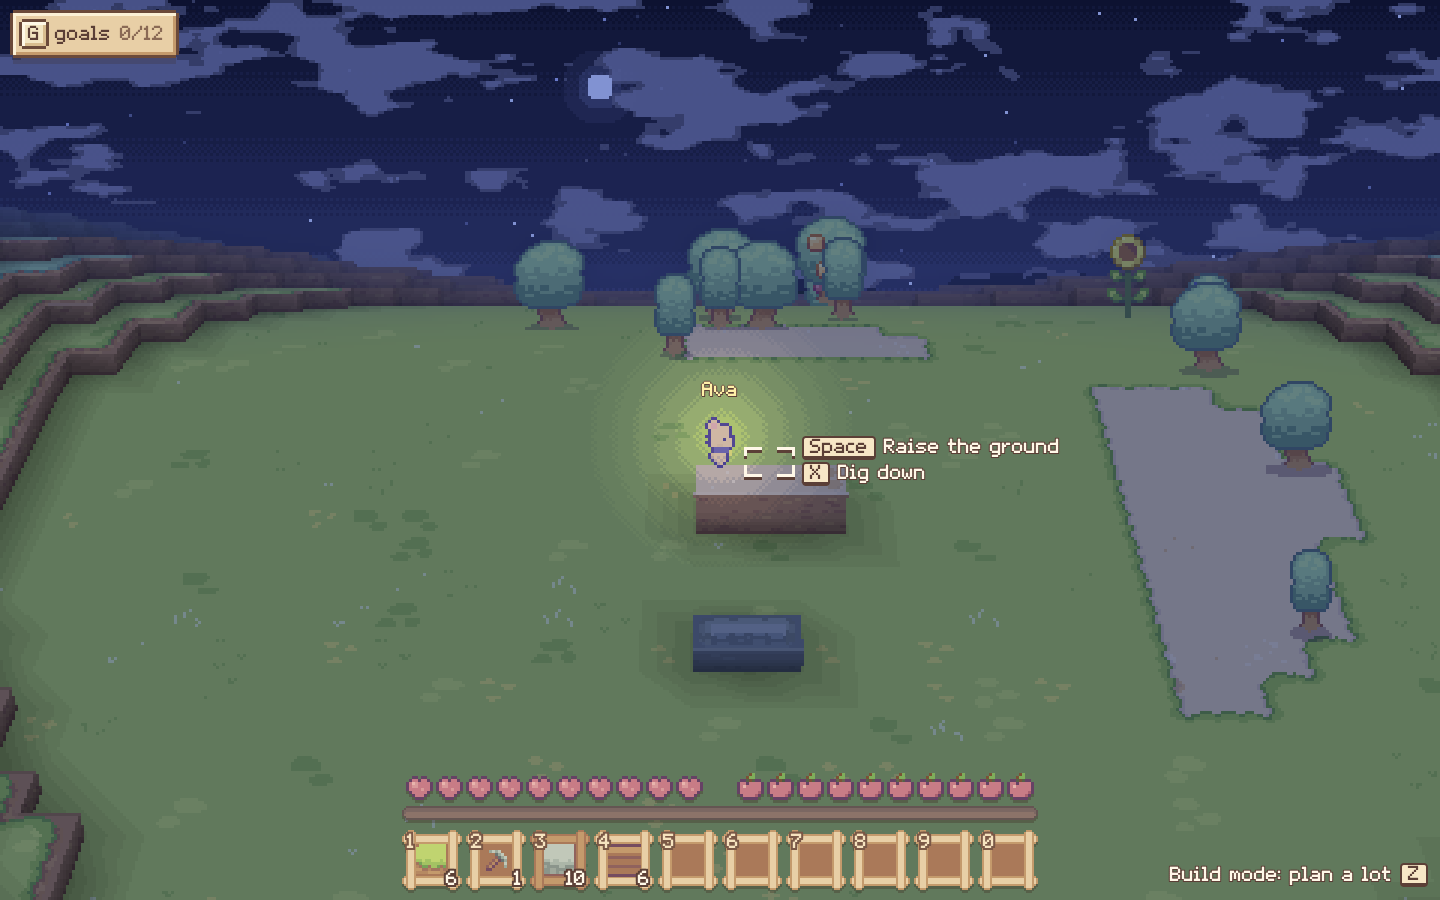 G goals 0/12
Ava
Space Raise the ground
X Dig down
1 2 3 4 5 6 7 8 9 0
6 1 10 6
Build mode: plan a lot Z